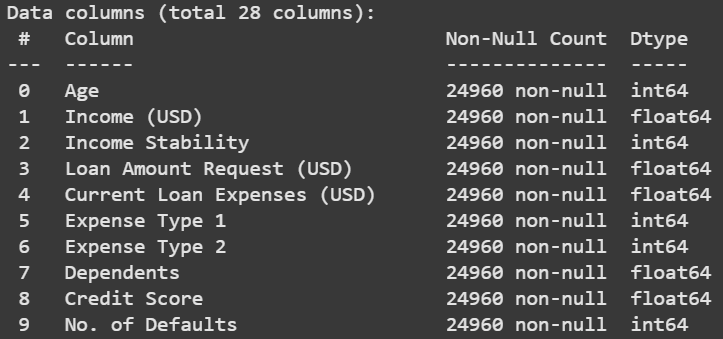 Data columns (total 28 columns):
 #   Column                       Non-Null Count  Dtype
---  ------                       --------------  -----
 0   Age                          24960 non-null  int64
 1   Income (USD)                 24960 non-null  float64
 2   Income Stability             24960 non-null  int64
 3   Loan Amount Request (USD)    24960 non-null  float64
 4   Current Loan Expenses (USD)  24960 non-null  float64
 5   Expense Type 1               24960 non-null  int64
 6   Expense Type 2               24960 non-null  int64
 7   Dependents                   24960 non-null  float64
 8   Credit Score                 24960 non-null  float64
 9   No. of Defaults              24960 non-null  int64